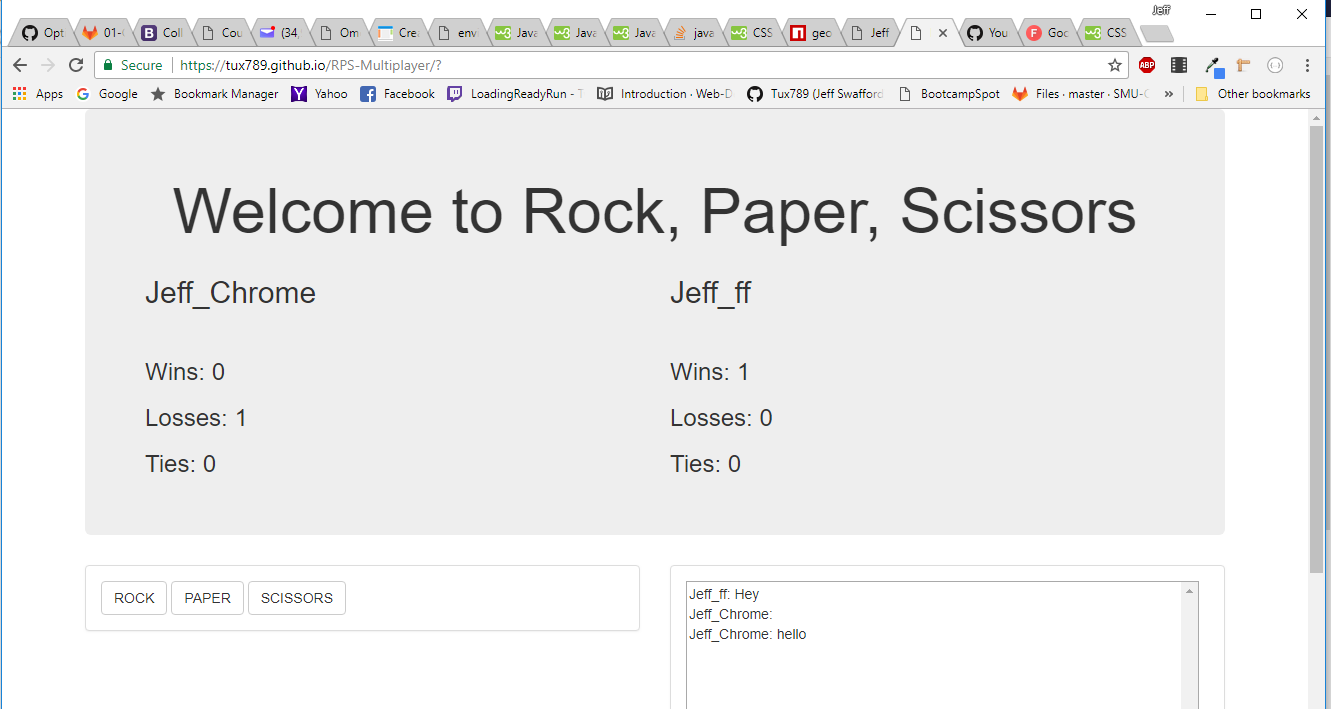 Jeff
Opt 01- Coll Cou (34, Om Cre env Java Java Java java CSS geo Jeff You Goo CSS
Secure https://tux789.github.io/RPS-Multiplayer/?
ABP
Apps Google Bookmark Manager Yahoo Facebook LoadingReadyRun - Introduction · Web-D Tux789 (Jeff Swafford BootcampSpot Files · master · SMU-C » Other bookmarks
Welcome to Rock, Paper, Scissors
Jeff_Chrome Jeff_ff
Wins: 0 Wins: 1
Losses: 1 Losses: 0
Ties: 0 Ties: 0
ROCK PAPER SCISSORS
Jeff_ff: Hey
Jeff_Chrome:
Jeff_Chrome: hello